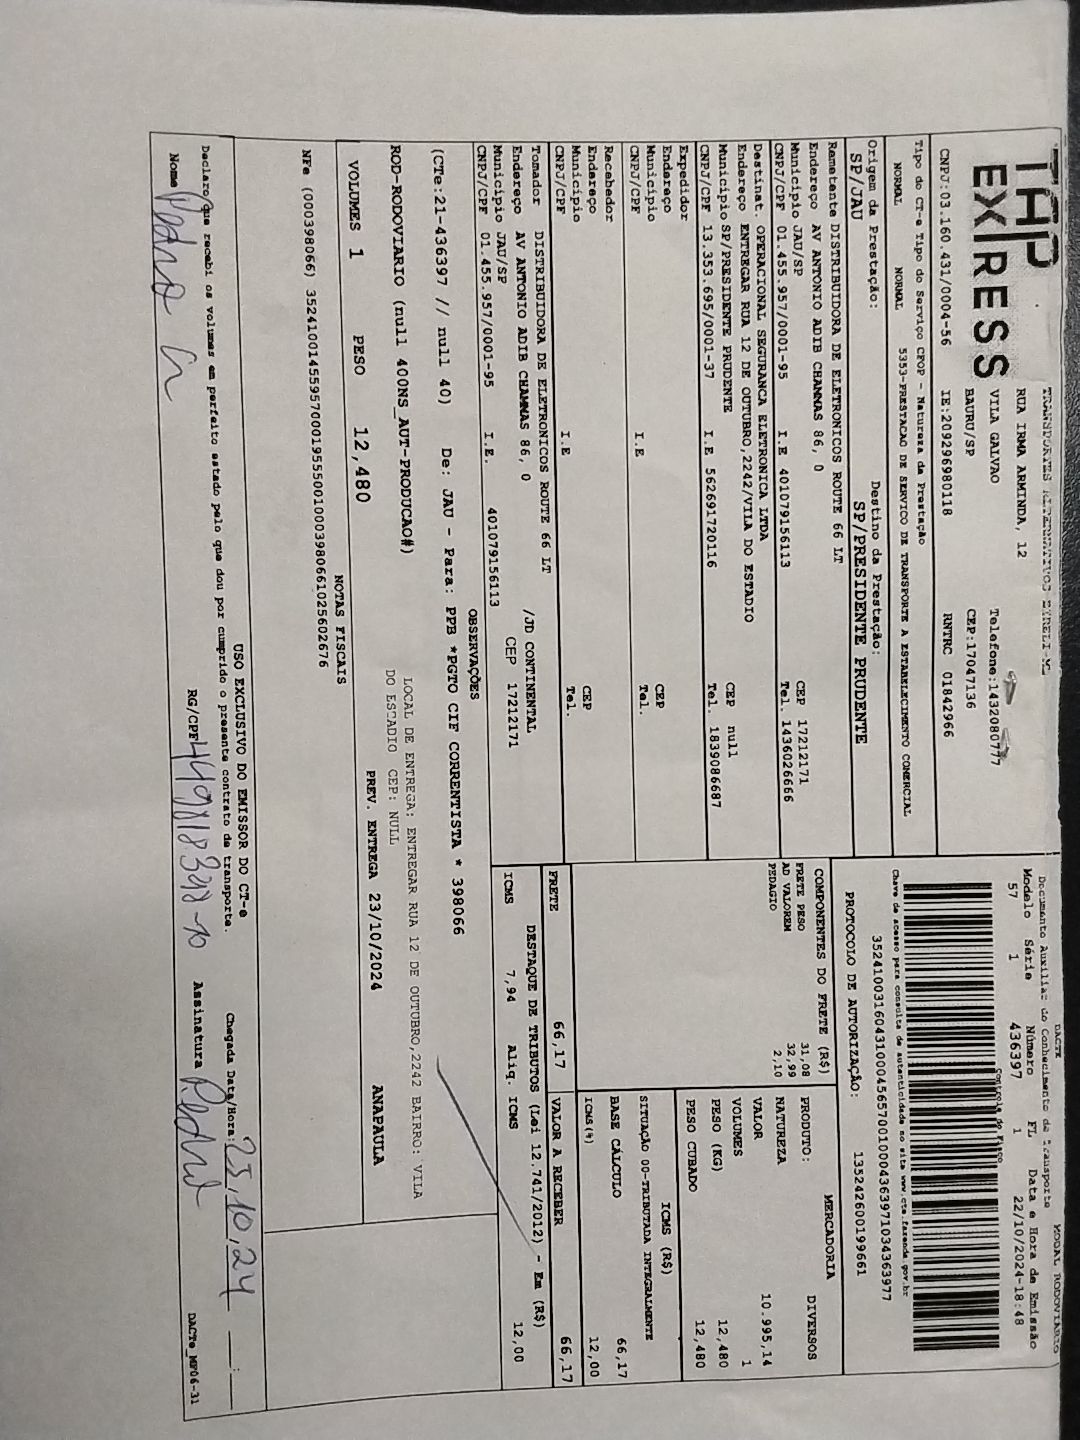 THP
EXPRESS
TRANSPORTES ALTERNATIVOS EIRELI-M
RUA IRMA ARMINDA, 12
VILA GALVAO Telefone:1432080777
BAURU/SP CEP:17047136
CNPJ:03.160.431/0004-56 IE:209296980118 RNTRC 01842966
DACTE MODAL RODOVIARIO
Documento Auxiliar do Conhecimento de transporte
Modelo Série Número FL Data e Hora de Emissão
57 1 436397 1 22/10/2024-18:48
Controle do Fisco
Chave de acesso para consulta de autenticidade no site www.cte.fazenda.gov.br
35241003160431000456570010004363971034363977
PROTOCOLO DE AUTORIZAÇÃO: 135242600199661
Tipo do CT-e Tipo do Serviço CFOP - Natureza da Prestação
NORMAL NORMAL 5353-PRESTACAO DE SERVICO DE TRANSPORTE A ESTABELECIMENTO COMERCIAL
Origem da Prestação: Destino da Prestação:
SP/JAU SP/PRESIDENTE PRUDENTE
Remetente DISTRIBUIDORA DE ELETRONICOS ROUTE 66 LT
Endereço AV ANTONIO ADIB CHAMMAS 86, 0
Municipio JAU/SP CEP 17212171
CNPJ/CPF 01.455.957/0001-95 I.E 401079156113 Tel. 1436026666
Destinat. OPERACIONAL SEGURANCA ELETRONICA LTDA
Endereço ENTREGAR RUA 12 DE OUTUBRO,2242/VILA DO ESTADIO
Municipio SP/PRESIDENTE PRUDENTE CEP null
CNPJ/CPF 13.353.695/0001-37 I.E 562691720116 Tel. 1839086687
Expedidor
Endereço
Municipio CEP
CNPJ/CPF I.E Tel.
Recebedor
Endereço
Municipio CEP
CNPJ/CPF I.E Tel.
Tomador DISTRIBUIDORA DE ELETRONICOS ROUTE 66 LT
Endereço AV ANTONIO ADIB CHAMMAS 86, 0 /JD CONTINENTAL
Municipio JAU/SP CEP 17212171
CNPJ/CPF 01.455.957/0001-95 I.E. 401079156113
COMPONENTES DO FRETE (R$)
FRETE PESO 31,08
AD VALOREM 32,99
PEDAGIO 2,10
MERCADORIA
PRODUTO: DIVERSOS
NATUREZA
VALOR 10.995,14
VOLUMES 1
PESO (KG) 12,480
PESO CUBADO 12,480
ICMS (R$)
SITUAÇÃO 00-TRIBUTADA INTEGRALMENTE
BASE CÁLCULO 66,17
ICMS(%) 12,00
FRETE 66,17 VALOR A RECEBER 66,17
DESTAQUE DE TRIBUTOS (Lei 12.741/2012) - Em (R$)
ICMS 7,94 Aliq. ICMS 12,00
OBSERVAÇÕES
(CTe:21-436397 // null 40) De: JAU - Para: PPB *PGTO CIF CORRENTISTA * 398066
LOCAL DE ENTREGA: ENTREGAR RUA 12 DE OUTUBRO,2242 BAIRRO: VILA
DO ESTADIO CEP: NULL
ROD-RODOVIARIO (null 400NS_AUT-PRODUCAO#)
PREV. ENTREGA 23/10/2024 ANAPAULA
VOLUMES 1 PESO 12,480
NOTAS FISCAIS
NFe (000398066) 35241001455957000195550010003980661025602676
USO EXCLUSIVO DO EMISSOR DO CT-e
Declaro que recebi os volumes em perfeito estado pelo que dou por cumprido o presente contrato de transporte.
Chegada Data/Hora: 25,10,24 :
Nome Pedro RG/CPF Assinatura Pedro
DACTe_MP06-31